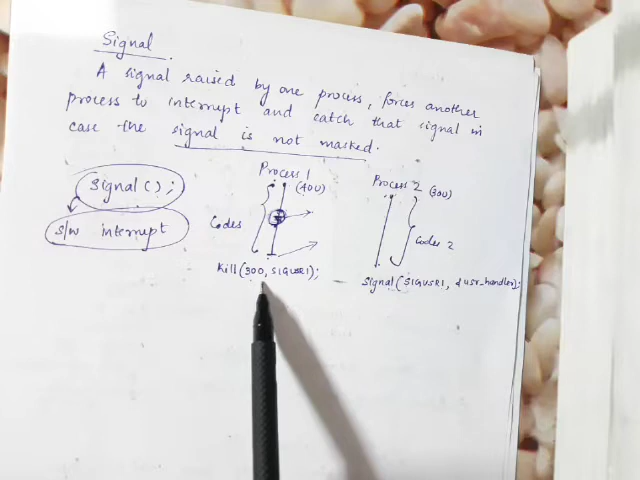 Signal
A signal raised by one process, forces another
process to interrupt and catch that signal in
case the signal is not masked.
Signal();
s/w interrupt
Process 1
(400)
Codes
Kill(300, SIGUSR1);
Process 2
(300)
Codes 2
Signal(SIGUSR1, &usr_handler);